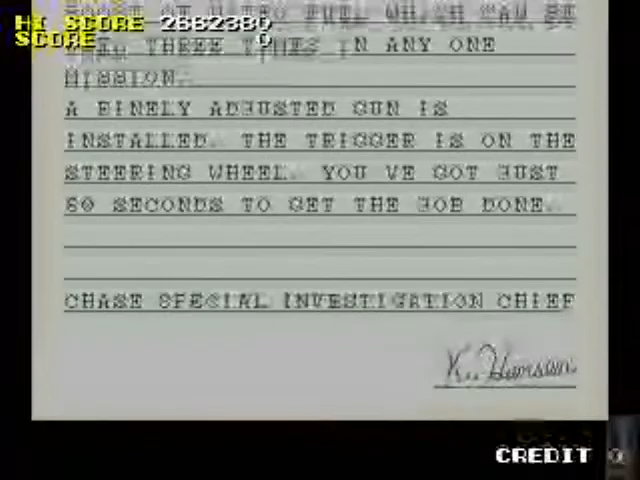 HI SCORE 2662380
SCORE 0
THREE TIMES IN ANY ONE
MISSION.
A FINELY ADJUSTED GUN IS
INSTALLED. THE TRIGGER IS ON THE
STEERING WHEEL. YOU'VE GOT JUST
60 SECONDS TO GET THE JOB DONE.
CHASE SPECIAL INVESTIGATION CHIEF
CREDIT 0